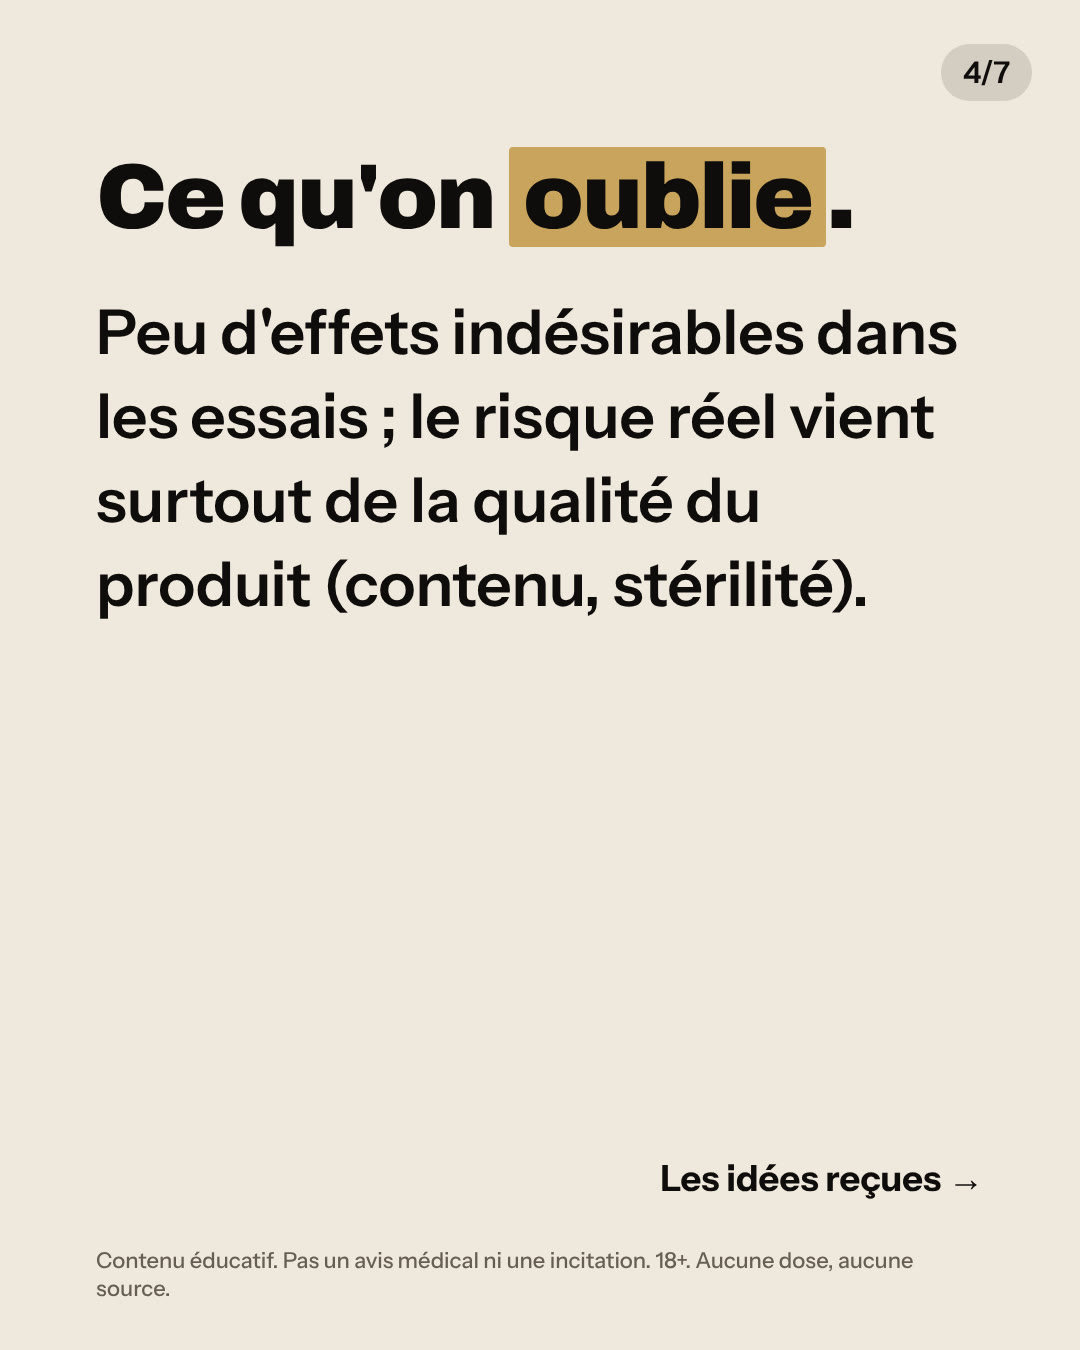 4/7
Ce qu'on oublie.
Peu d'effets indésirables dans
les essais ; le risque réel vient
surtout de la qualité du
produit (contenu, stérilité).
Les idées reçues →
Contenu éducatif. Pas un avis médical ni une incitation. 18+. Aucune dose, aucune
source.